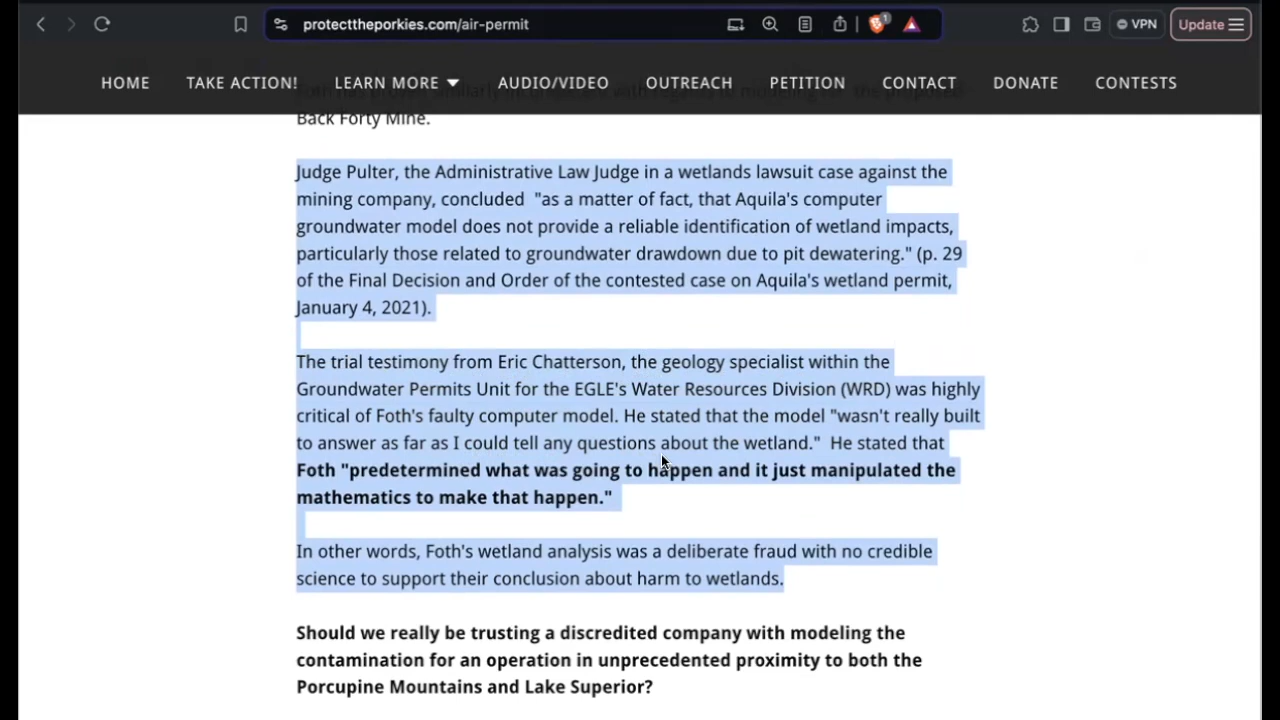 protecttheporkies.com/air-permit
1
VPN
Update
HOME TAKE ACTION! LEARN MORE AUDIO/VIDEO OUTREACH PETITION CONTACT DONATE CONTESTS
Back Forty Mine.
Judge Pulter, the Administrative Law Judge in a wetlands lawsuit case against the
mining company, concluded "as a matter of fact, that Aquila's computer
groundwater model does not provide a reliable identification of wetland impacts,
particularly those related to groundwater drawdown due to pit dewatering." (p. 29
of the Final Decision and Order of the contested case on Aquila's wetland permit,
January 4, 2021).
The trial testimony from Eric Chatterson, the geology specialist within the
Groundwater Permits Unit for the EGLE's Water Resources Division (WRD) was highly
critical of Foth's faulty computer model. He stated that the model "wasn't really built
to answer as far as I could tell any questions about the wetland." He stated that
Foth "predetermined what was going to happen and it just manipulated the
mathematics to make that happen."
In other words, Foth's wetland analysis was a deliberate fraud with no credible
science to support their conclusion about harm to wetlands.
Should we really be trusting a discredited company with modeling the
contamination for an operation in unprecedented proximity to both the
Porcupine Mountains and Lake Superior?